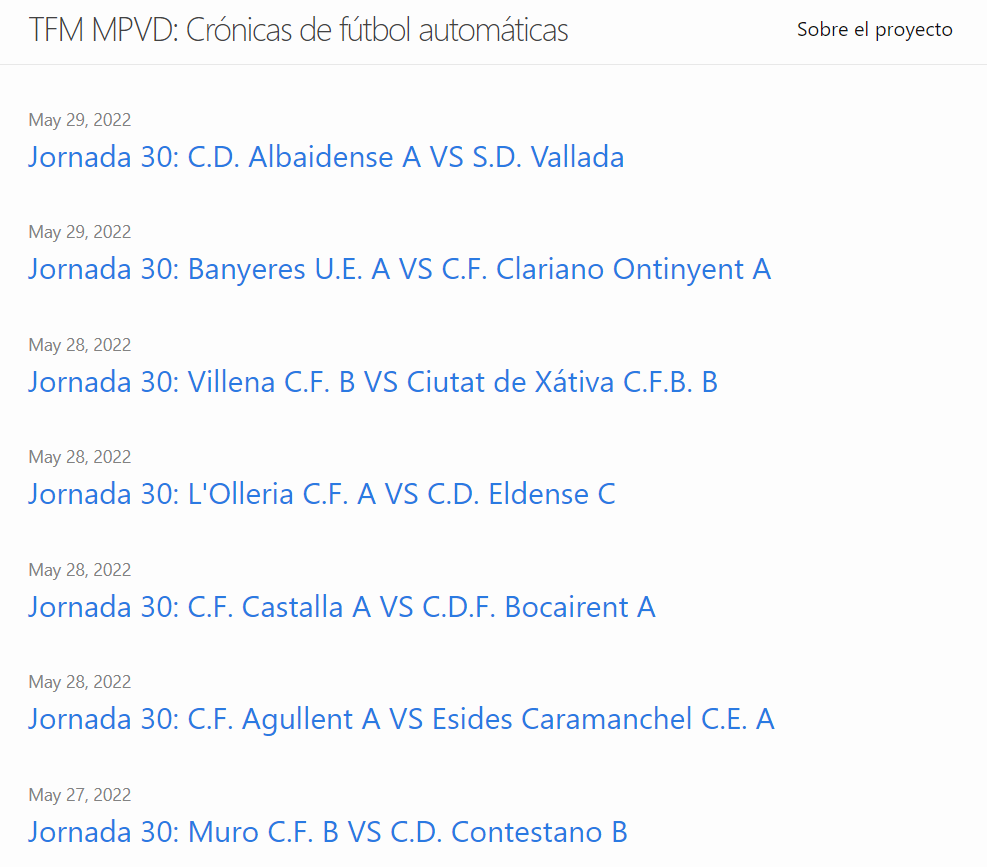 TFM MPVD: Crónicas de fútbol automáticas
Sobre el proyecto
May 29, 2022
Jornada 30: C.D. Albaidense A VS S.D. Vallada
May 29, 2022
Jornada 30: Banyeres U.E. A VS C.F. Clariano Ontinyent A
May 28, 2022
Jornada 30: Villena C.F. B VS Ciutat de Xátiva C.F.B. B
May 28, 2022
Jornada 30: L'Olleria C.F. A VS C.D. Eldense C
May 28, 2022
Jornada 30: C.F. Castalla A VS C.D.F. Bocairent A
May 28, 2022
Jornada 30: C.F. Agullent A VS Esides Caramanchel C.E. A
May 27, 2022
Jornada 30: Muro C.F. B VS C.D. Contestano B